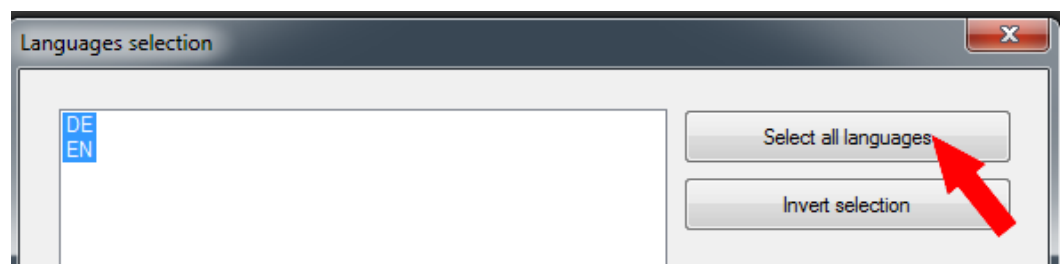 Languages selection
DE
EN
Select all languages
Invert selection